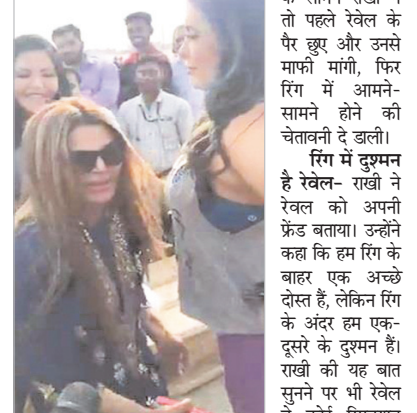 तो पहले रेवेल के
पैर छुए और उनसे
माफी मांगी, फिर
रिंग में आमने-
सामने होने की
चेतावनी दे डाली।
रिंग में दुश्मन
है रेवेल– राखी ने
रेवल को अपनी
फ्रेंड बताया। उन्होंने
कहा कि हम रिंग के
बाहर एक अच्छे
दोस्त हैं, लेकिन रिंग
के अंदर हम एक-
दूसरे के दुश्मन हैं।
राखी की यह बात
सुनने पर भी रेवेल